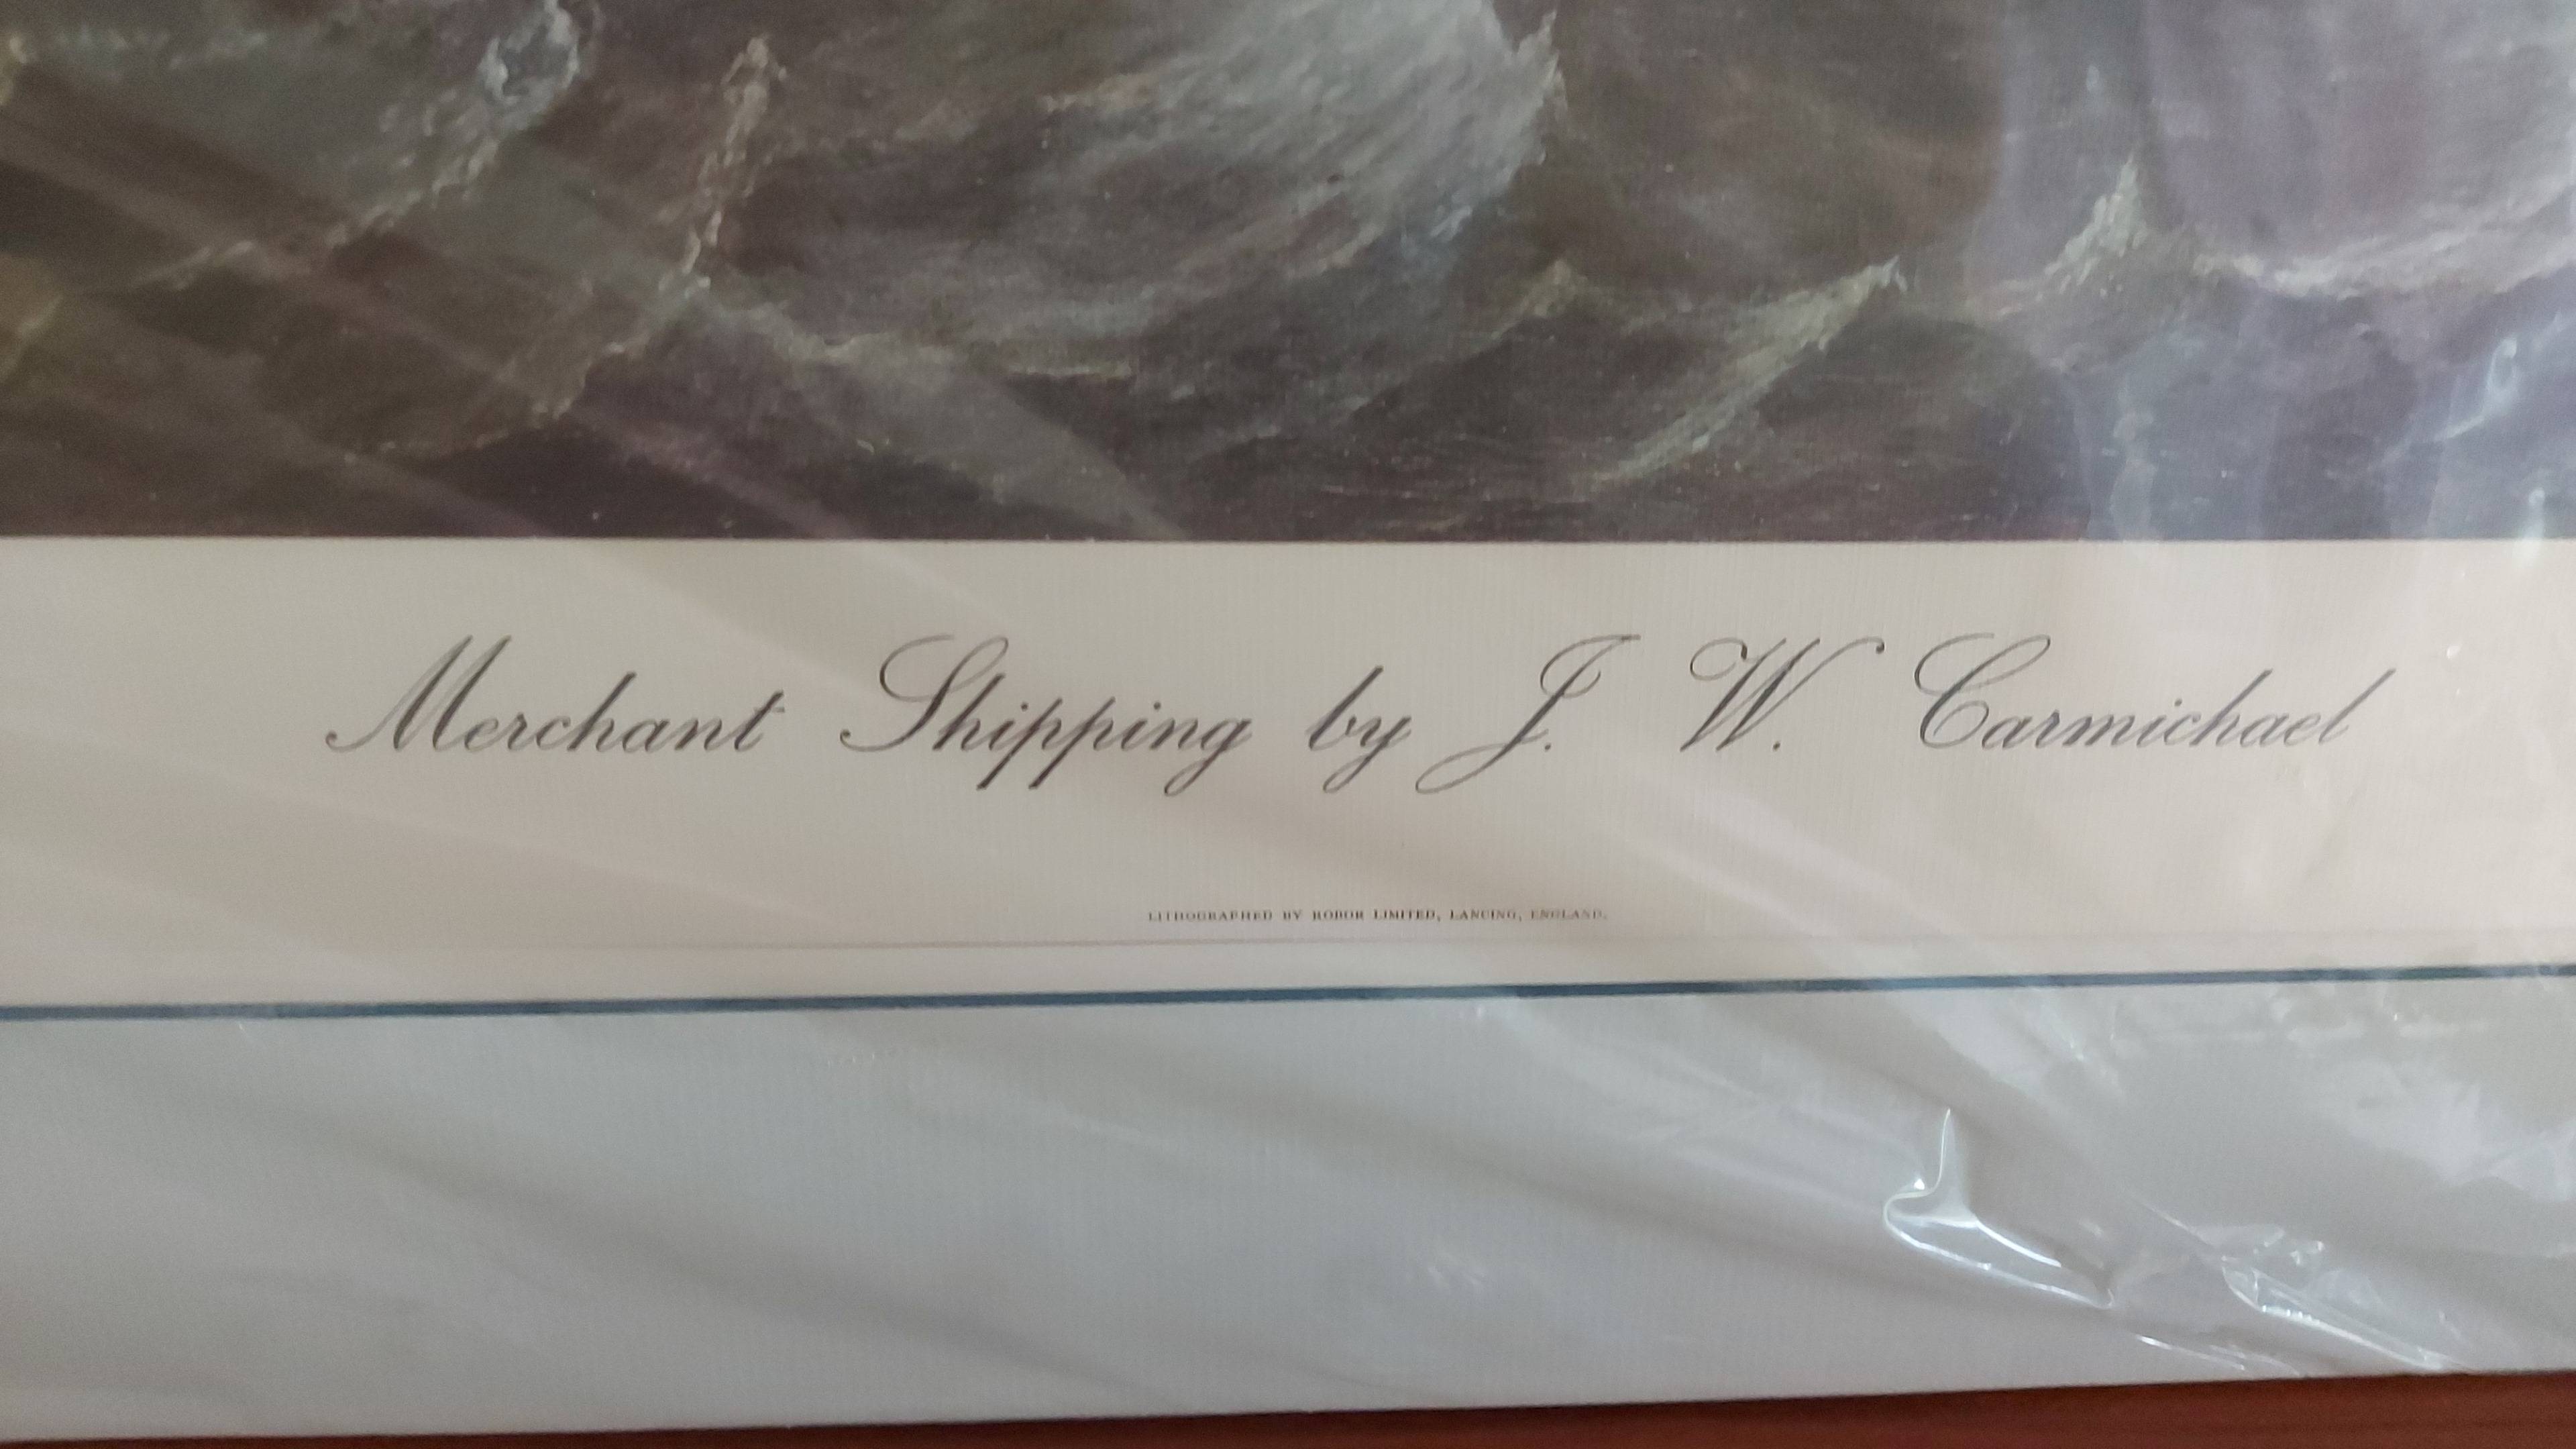 Merchant Shipping by J. W. Carmichael
LITHOGRAPHED BY ROBOR LIMITED, LANCING, ENGLAND.